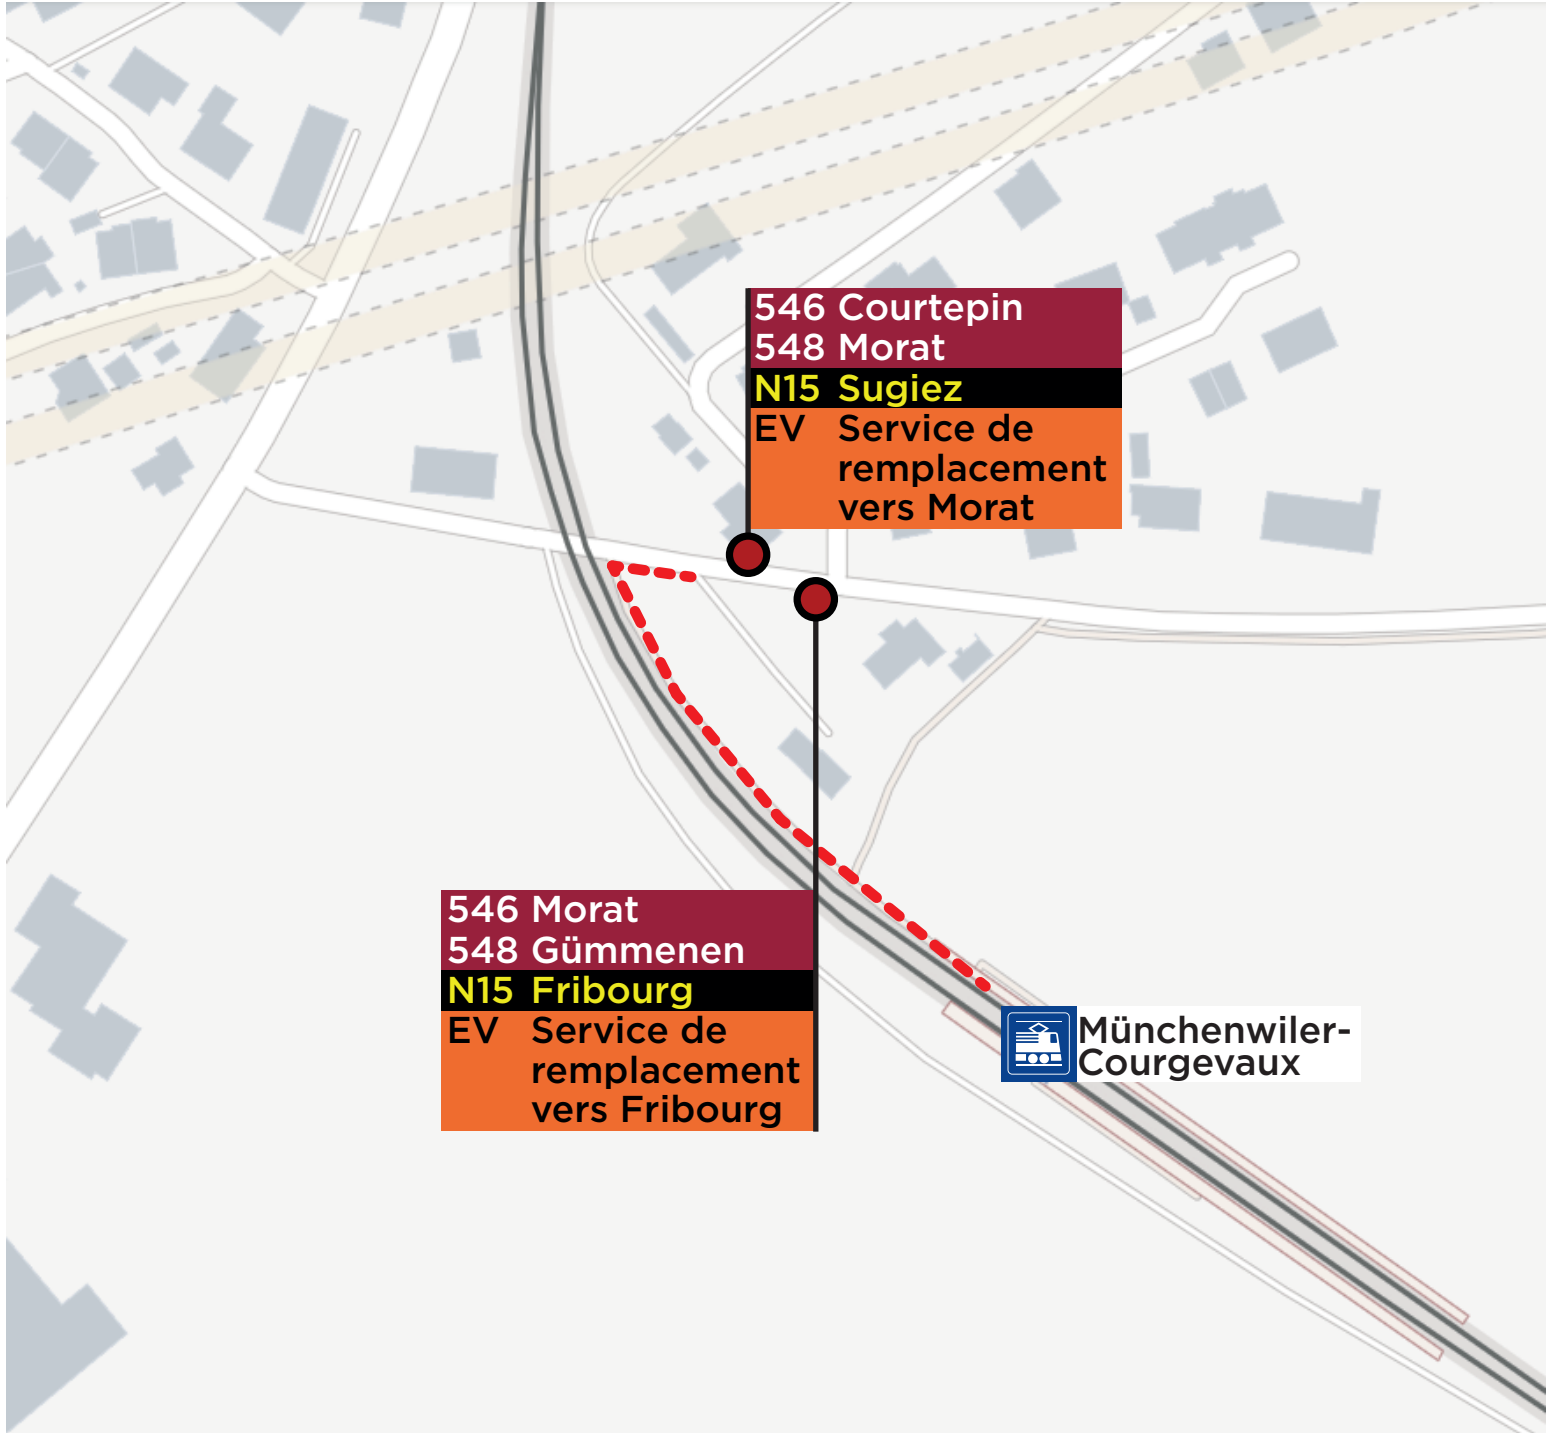 546 Courtepin
548 Morat
N15 Sugiez
EV Service de
remplacement
vers Morat
546 Morat
548 Gümmenen
N15 Fribourg
EV Service de
remplacement
vers Fribourg
Münchenwiler-
Courgevaux